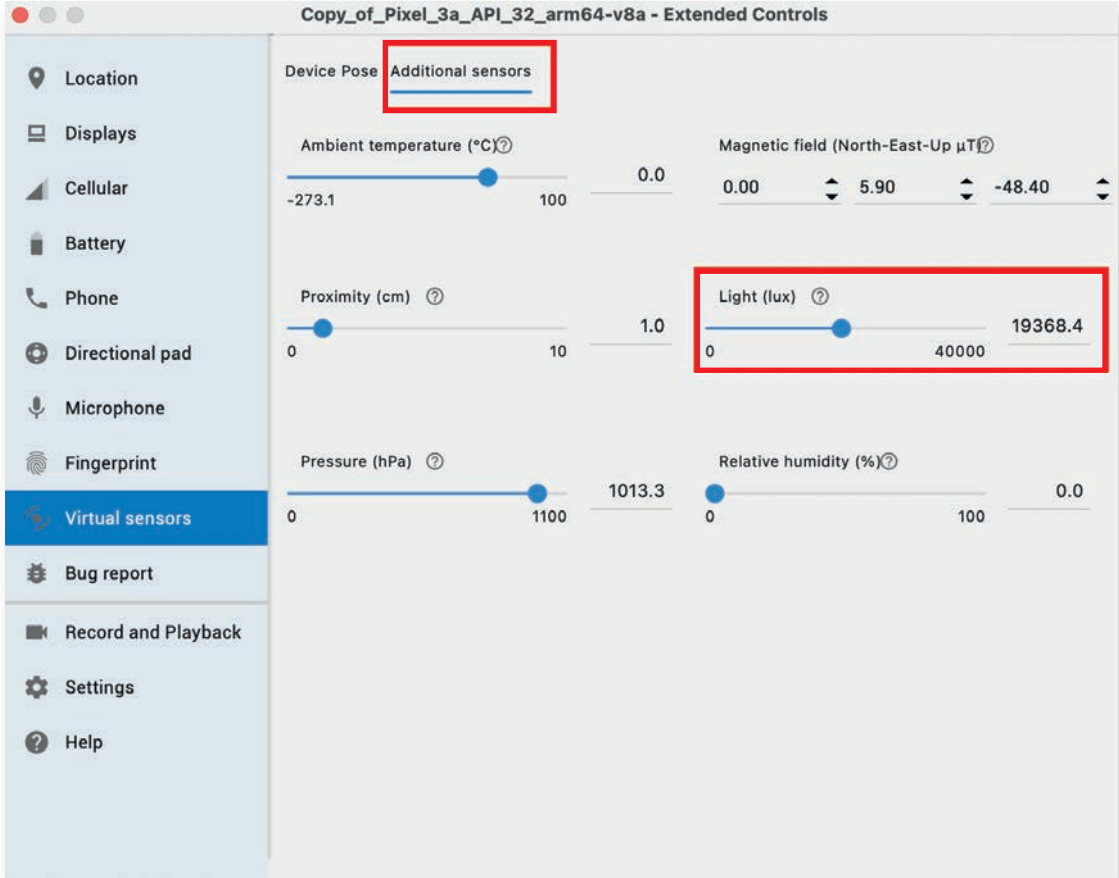 Copy_of_Pixel_3a_API_32_arm64-v8a - Extended Controls
Location
Displays
Cellular
Battery
Phone
Directional pad
Microphone
Fingerprint
Virtual sensors
Bug report
Record and Playback
Settings
Help
Device Pose Additional sensors
Ambient temperature (°C)
0.0
-273.1 100
Magnetic field (North-East-Up μT)
0.00 5.90 -48.40
Proximity (cm)
1.0
0 10
Light (lux)
19368.4
0 40000
Pressure (hPa)
1013.3
0 1100
Relative humidity (%)
0.0
0 100